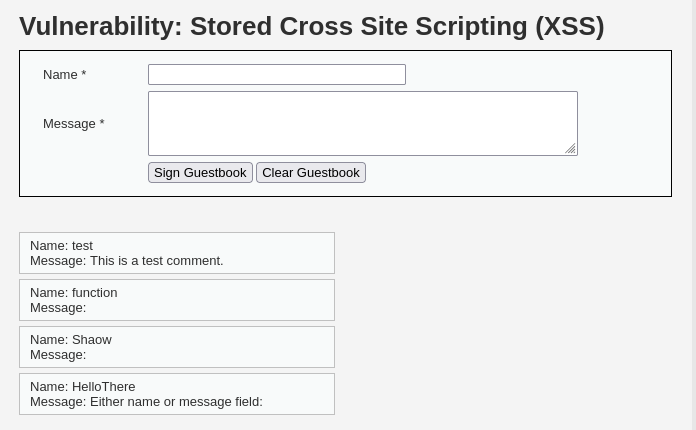 Vulnerability: Stored Cross Site Scripting (XSS)
Name *
Message *
Sign Guestbook Clear Guestbook
Name: test
Message: This is a test comment.
Name: function
Message:
Name: Shaow
Message:
Name: HelloThere
Message: Either name or message field: